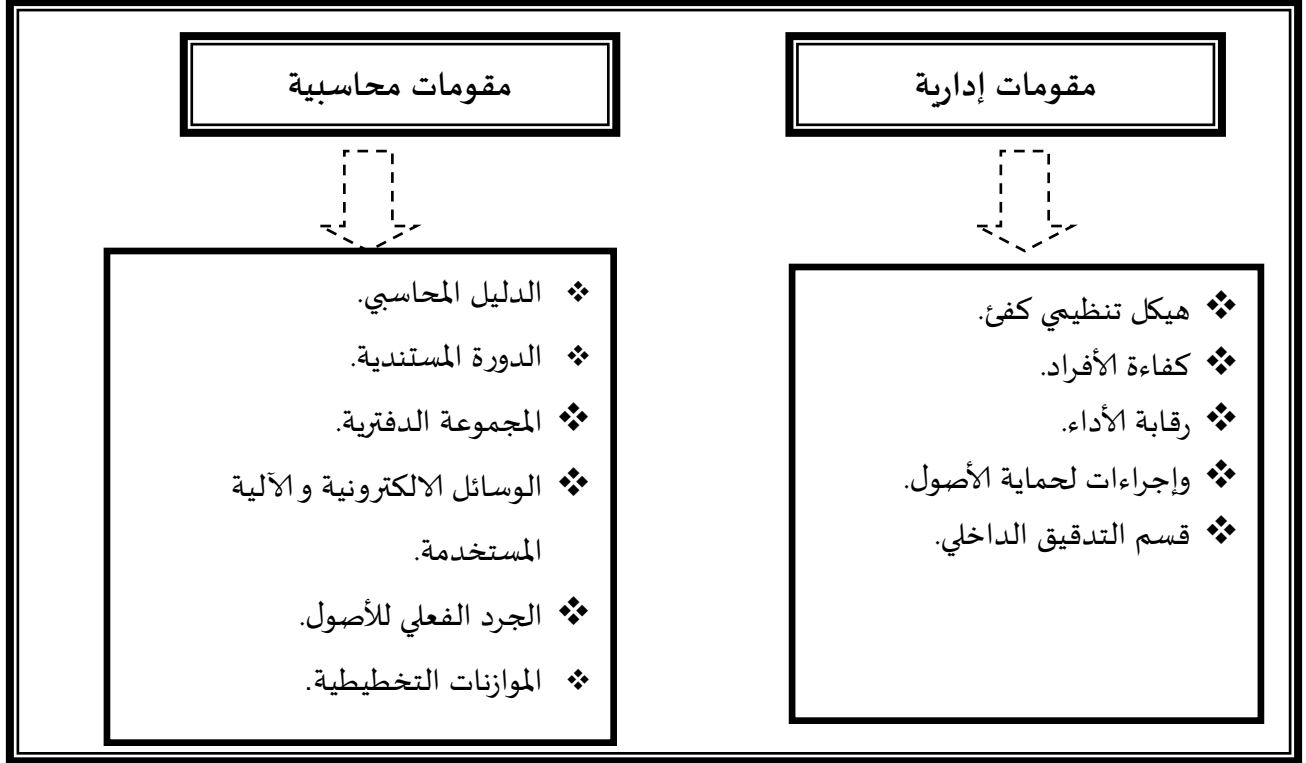 مقومات إدارية
هيكل تنظيمي كفئ.
كفاءة الأفراد.
رقابة الأداء.
وإجراءات لحماية الأصول.
قسم التدقيق الداخلي.
مقومات محاسبية
الدليل المحاسبي.
الدورة المستندية.
المجموعة الدفترية.
الوسائل الالكترونية و الآلية
المستخدمة.
الجرد الفعلي للأصول.
الموازنات التخطيطية.